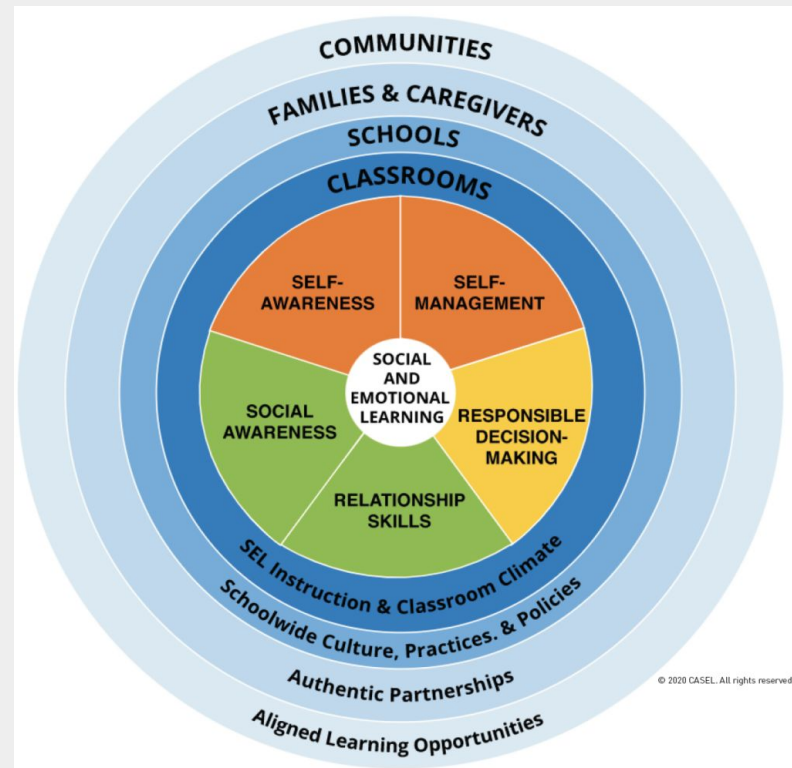 COMMUNITIES
FAMILIES & CAREGIVERS
SCHOOLS
CLASSROOMS
SELF-
AWARENESS
SELF-
MANAGEMENT
SOCIAL
AND
EMOTIONAL
LEARNING
SOCIAL
AWARENESS
RESPONSIBLE
DECISION-
MAKING
RELATIONSHIP
SKILLS
SEL Instruction & Classroom Climate
Schoolwide Culture, Practices. & Policies
Authentic Partnerships
Aligned Learning Opportunities
© 2020 CASEL. All rights reserved